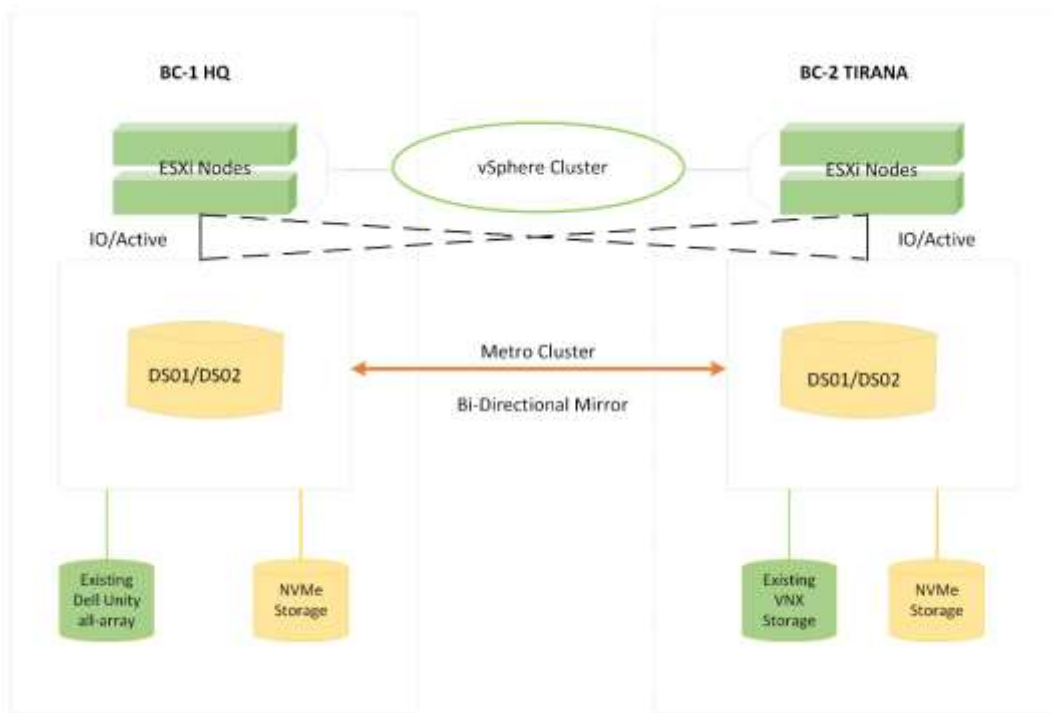 BC-1 HQ
BC-2 TIRANA
ESXi Nodes
vSphere Cluster
ESXi Nodes
IO/Active
IO/Active
DS01/DS02
Metro Cluster
Bi-Directional Mirror
DS01/DS02
Existing
Dell Unity
all-array
NVMe
Storage
Existing
VNX
Storage
NVMe
Storage